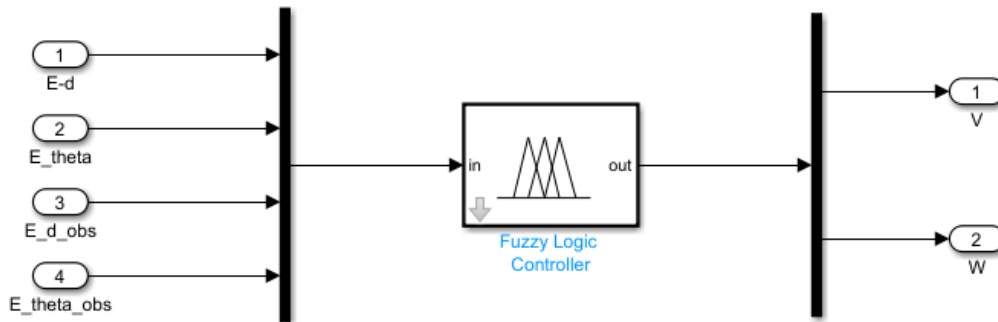 1
E-d
2
E_theta
3
E_d_obs
4
E_theta_obs
in
out
Fuzzy Logic
Controller
1
V
2
W